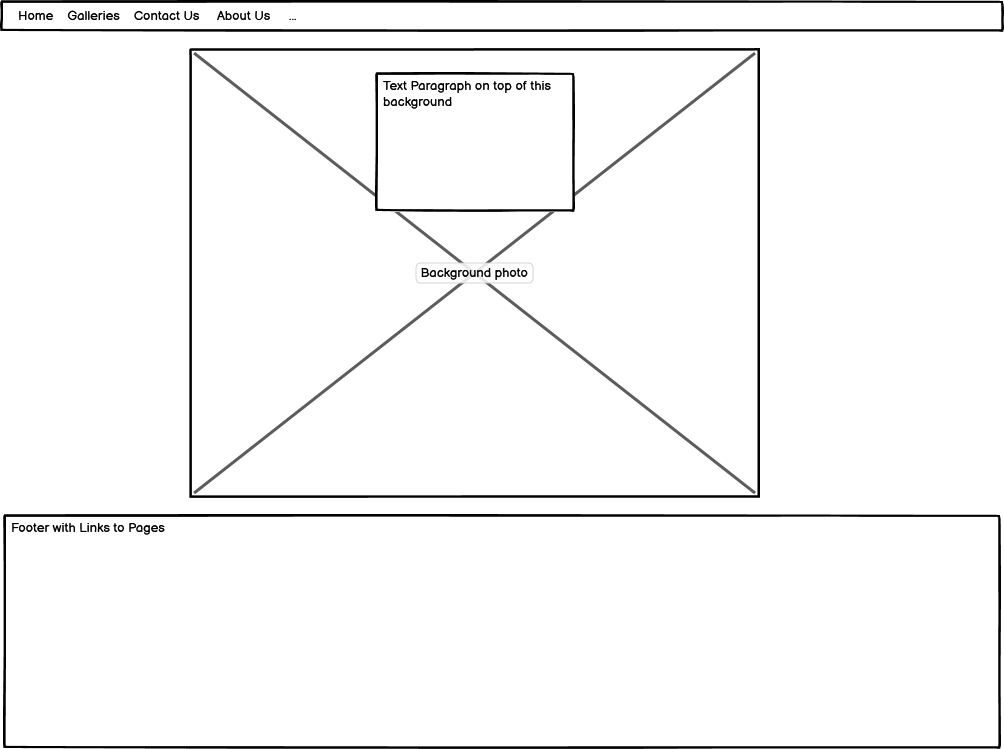 Home Galleries Contact Us About Us ...
Text Paragraph on top of this
background
Background photo
Footer with Links to Pages